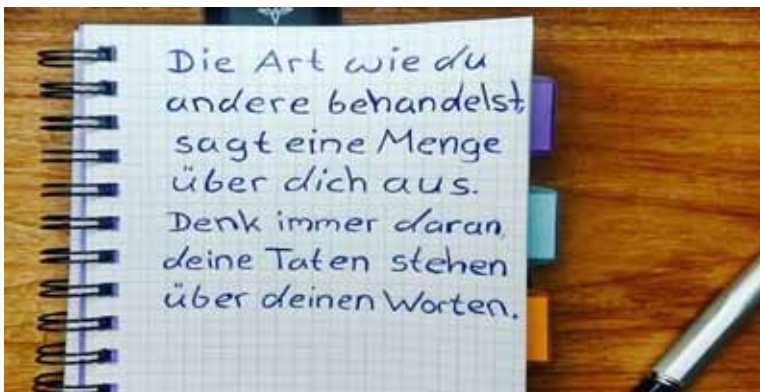 Die Art wie du
andere behandelst,
sagt eine Menge
über dich aus.
Denk immer daran,
deine Taten stehen
über deinen Worten.